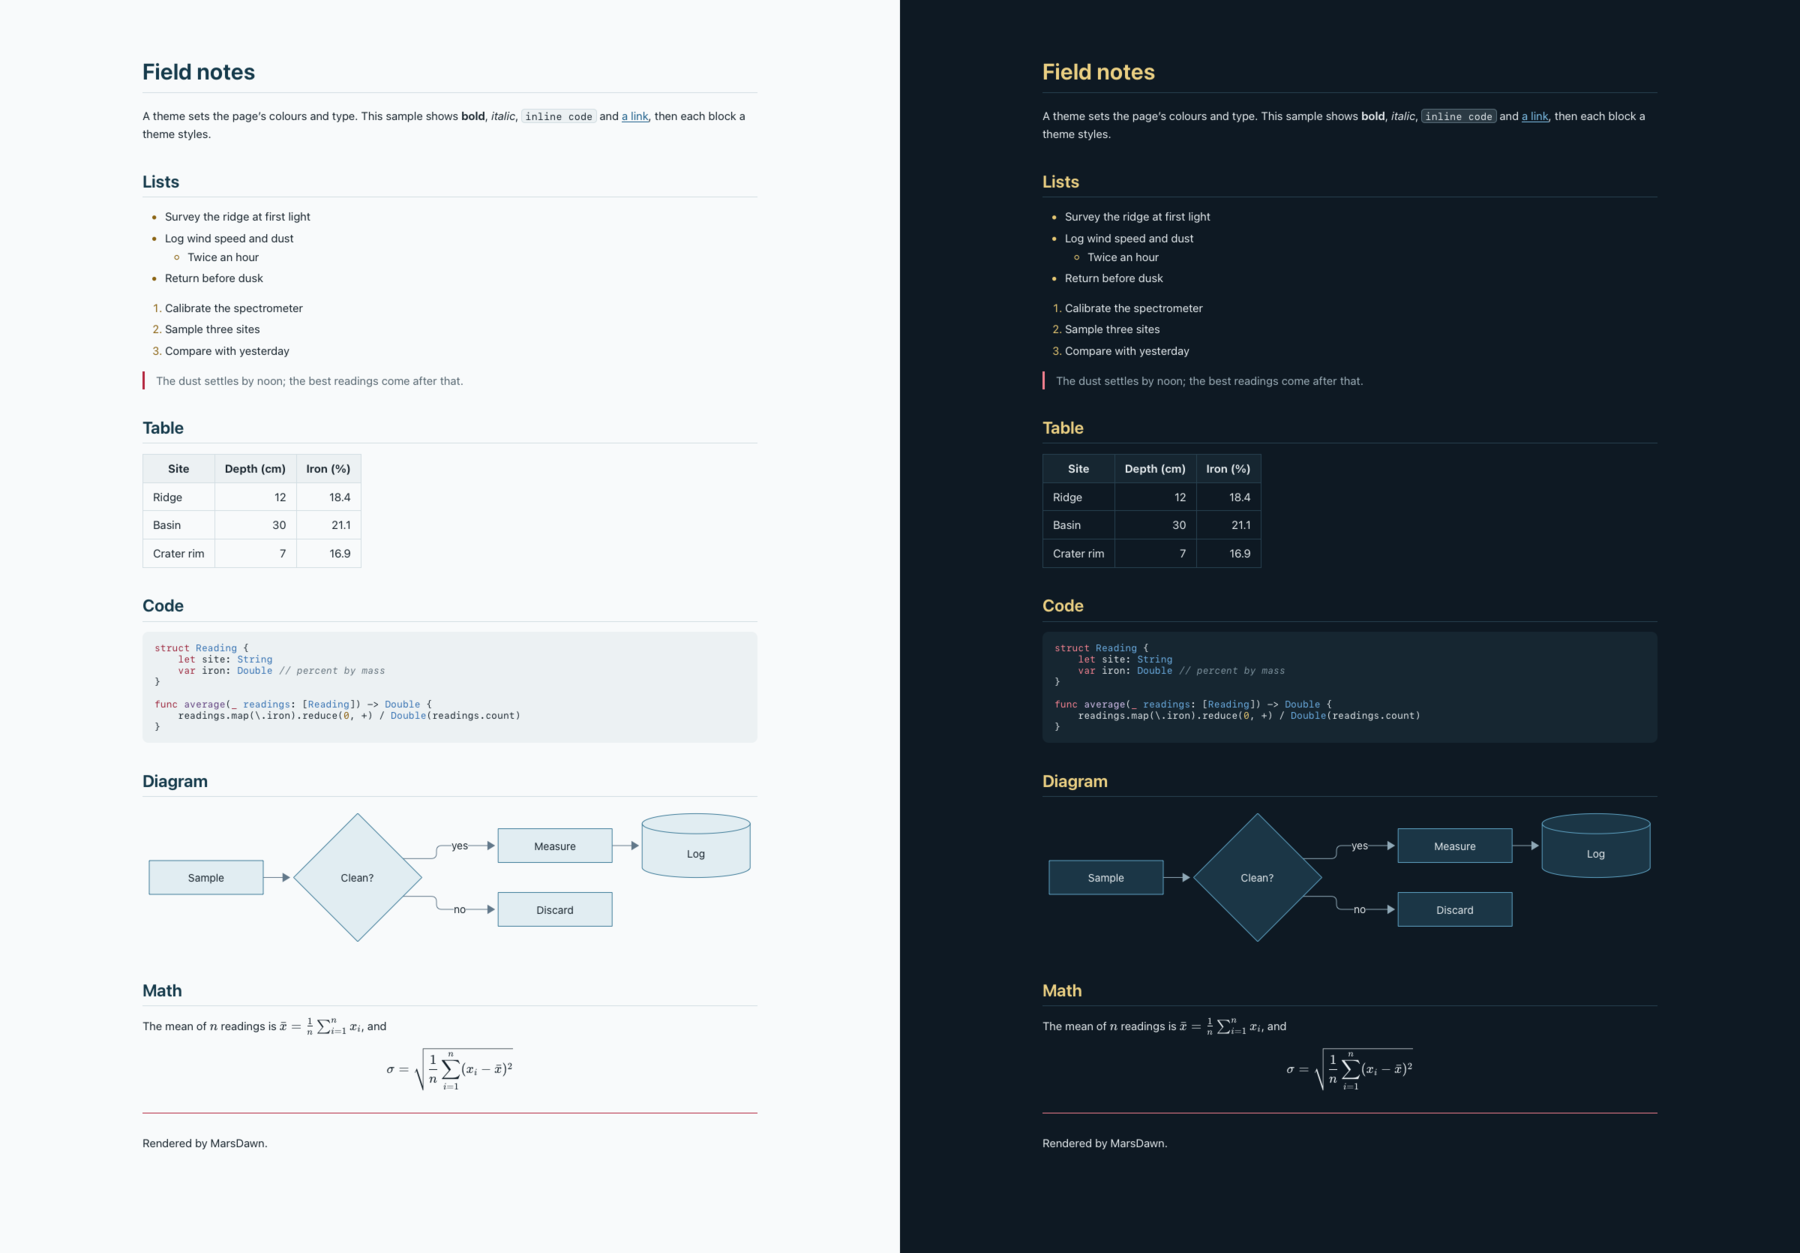 Field notes
A theme sets the page's colours and type. This sample shows bold, italic, inline code and a link, then each block a
theme styles.
Lists
• Survey the ridge at first light
• Log wind speed and dust
◦ Twice an hour
• Return before dusk
1. Calibrate the spectrometer
2. Sample three sites
3. Compare with yesterday
The dust settles by noon; the best readings come after that.
Table
Site Depth (cm) Iron (%)
Ridge 12 18.4
Basin 30 21.1
Crater rim 7 16.9
Code
struct Reading {
    let site: String
    var iron: Double // percent by mass
}
func average(_ readings: [Reading]) -> Double {
    readings.map(\.iron).reduce(0, +) / Double(readings.count)
}
Diagram
Sample
Clean?
yes
Measure
Log
no
Discard
Math
The mean of n readings is x̄ = 1/n ∑_{i=1}^{n} x_i, and
σ = √(1/n ∑_{i=1}^{n} (x_i − x̄)²)
Rendered by MarsDawn.
Field notes
A theme sets the page's colours and type. This sample shows bold, italic, inline code and a link, then each block a
theme styles.
Lists
• Survey the ridge at first light
• Log wind speed and dust
◦ Twice an hour
• Return before dusk
1. Calibrate the spectrometer
2. Sample three sites
3. Compare with yesterday
The dust settles by noon; the best readings come after that.
Table
Site Depth (cm) Iron (%)
Ridge 12 18.4
Basin 30 21.1
Crater rim 7 16.9
Code
struct Reading {
    let site: String
    var iron: Double // percent by mass
}
func average(_ readings: [Reading]) -> Double {
    readings.map(\.iron).reduce(0, +) / Double(readings.count)
}
Diagram
Sample
Clean?
yes
Measure
Log
no
Discard
Math
The mean of n readings is x̄ = 1/n ∑_{i=1}^{n} x_i, and
σ = √(1/n ∑_{i=1}^{n} (x_i − x̄)²)
Rendered by MarsDawn.